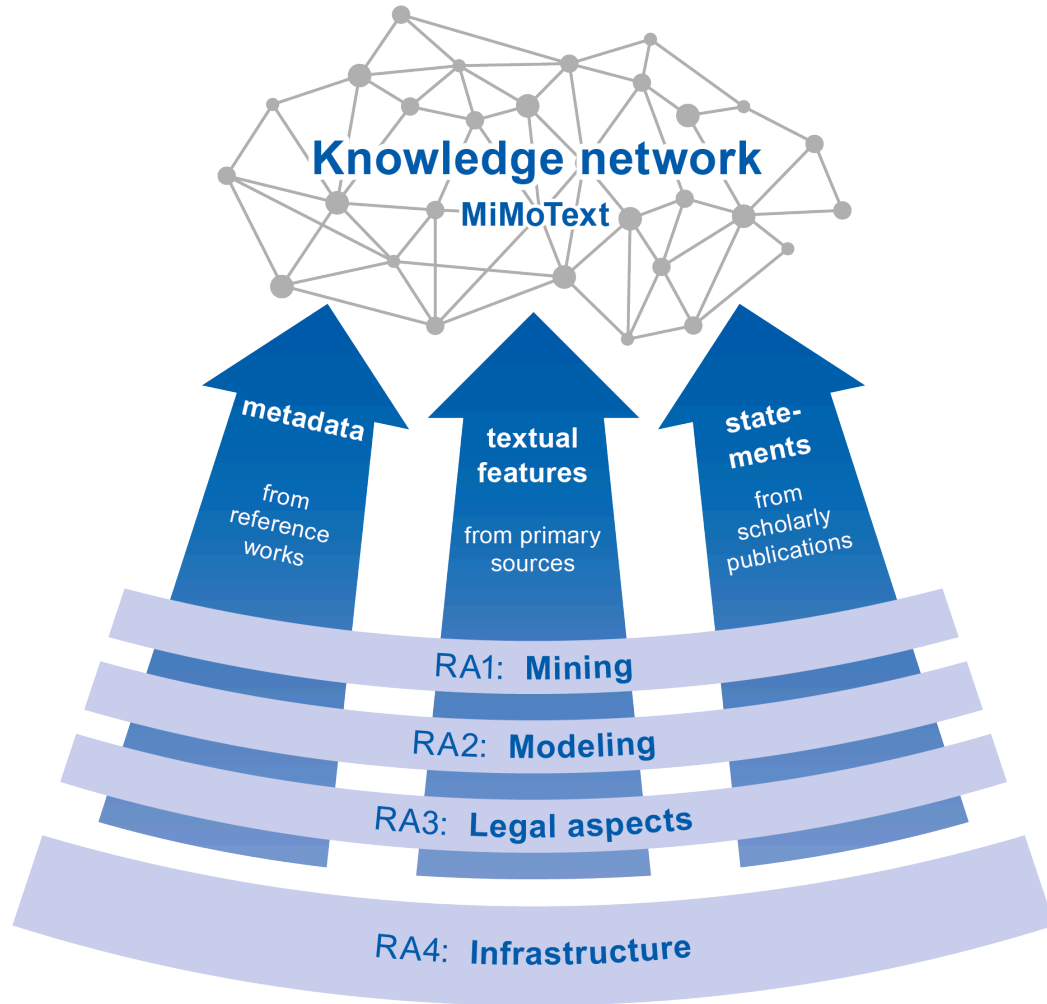 Knowledge network
MiMoText
metadata
from
reference
works
textual
features
from primary
sources
state-
ments
from
scholarly
publications
RA1: Mining
RA2: Modeling
RA3: Legal aspects
RA4: Infrastructure